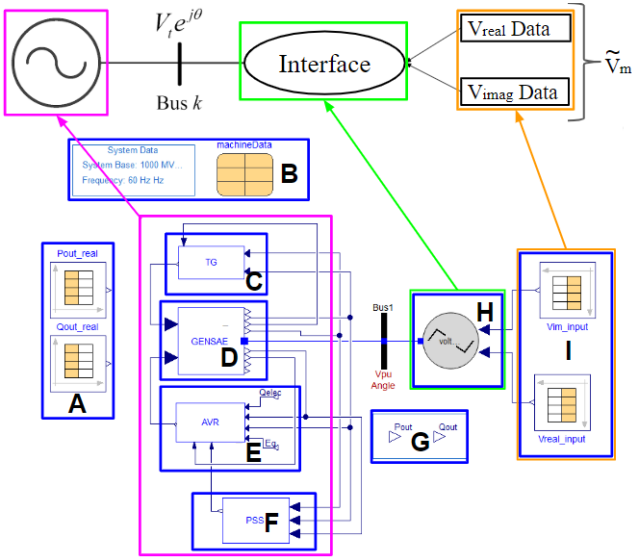 Vₜe^{jθ}
Bus k
Interface
Vreal Data
Vimag Data
Ṽm
System Data
System Base: 1000 MV...
Frequency: 60 Hz Hz
machineData
B
Pout_real
Qout_real
A
TG
C
...
GENSAE
D
Qelec
AVR
Eq
E
PSS
F
Bus1
Vpu
Angle
volt...
H
Pout
Qout
G
VIm_input
I
Vreal_input